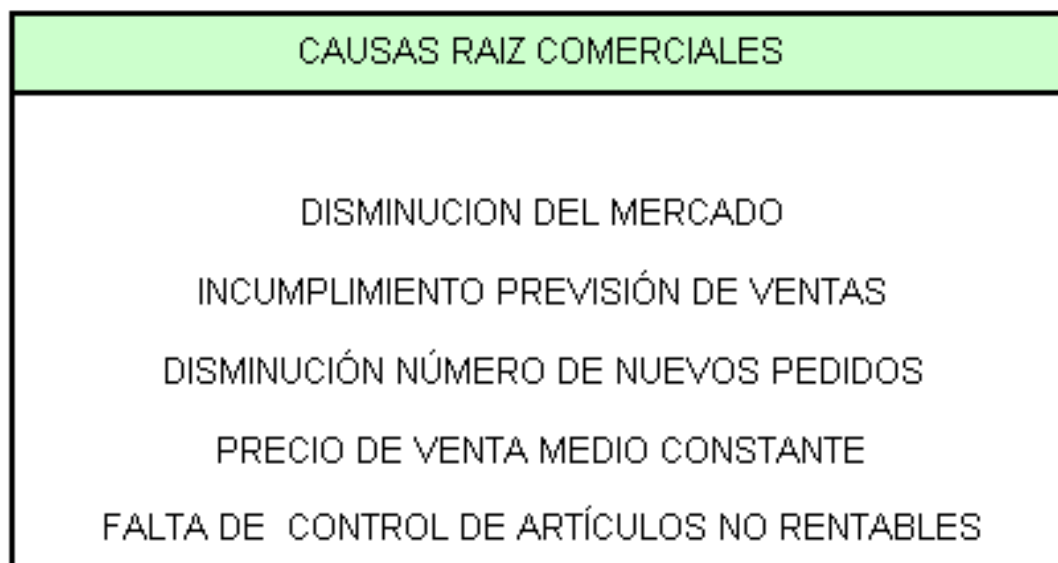 CAUSAS RAIZ COMERCIALES
DISMINUCION DEL MERCADO
INCUMPLIMIENTO PREVISIÓN DE VENTAS
DISMINUCIÓN NÚMERO DE NUEVOS PEDIDOS
PRECIO DE VENTA MEDIO CONSTANTE
FALTA DE CONTROL DE ARTÍCULOS NO RENTABLES